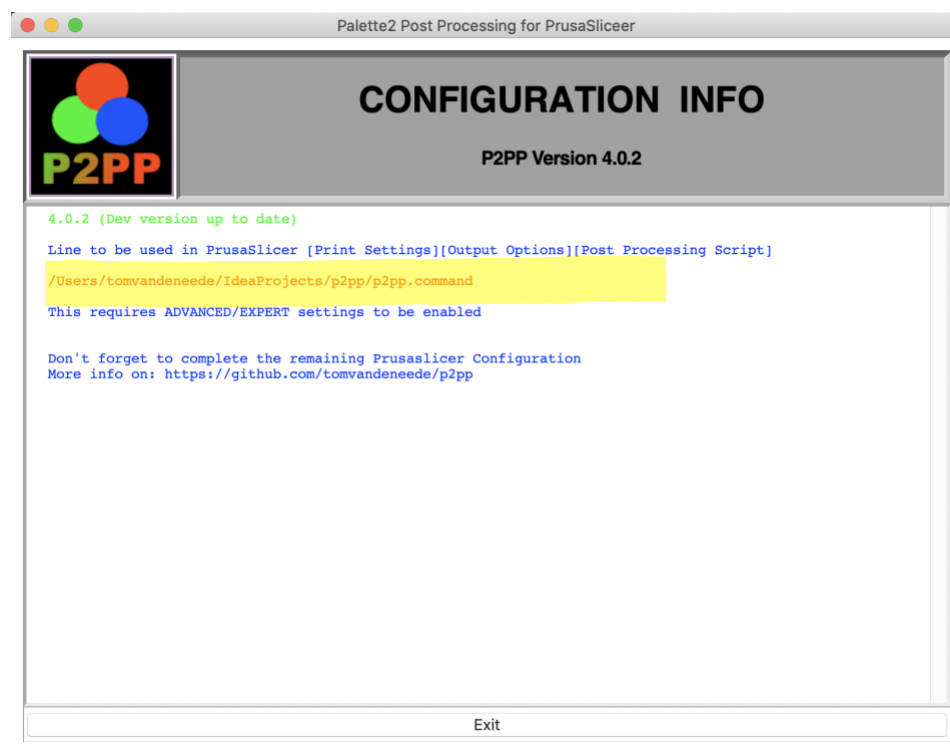 Palette2 Post Processing for PrusaSliceer
P2PP
CONFIGURATION INFO
P2PP Version 4.0.2
4.0.2 (Dev version up to date)
Line to be used in PrusaSlicer [Print Settings][Output Options][Post Processing Script]
/Users/tomvandeneede/IdeaProjects/p2pp/p2pp.command
This requires ADVANCED/EXPERT settings to be enabled
Don't forget to complete the remaining Prusaslicer Configuration
More info on: https://github.com/tomvandeneede/p2pp
Exit